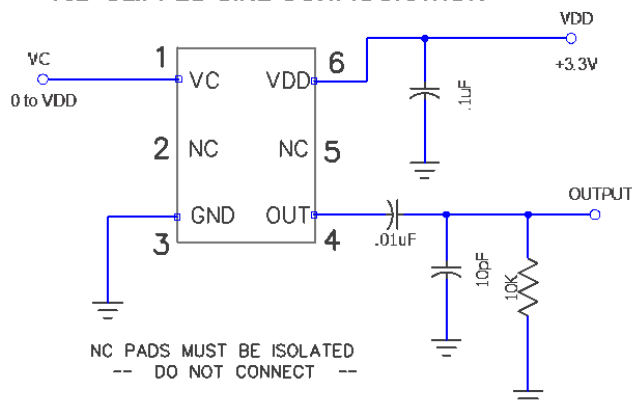 VDD
1
6
VC
VC
VDD
+3.3V
0 to VDD
.1uF
2
NC
NC
5
OUTPUT
GND
OUT
3
4
.01uF
10pF
10K
NC PADS MUST BE ISOLATED
-- DO NOT CONNECT --